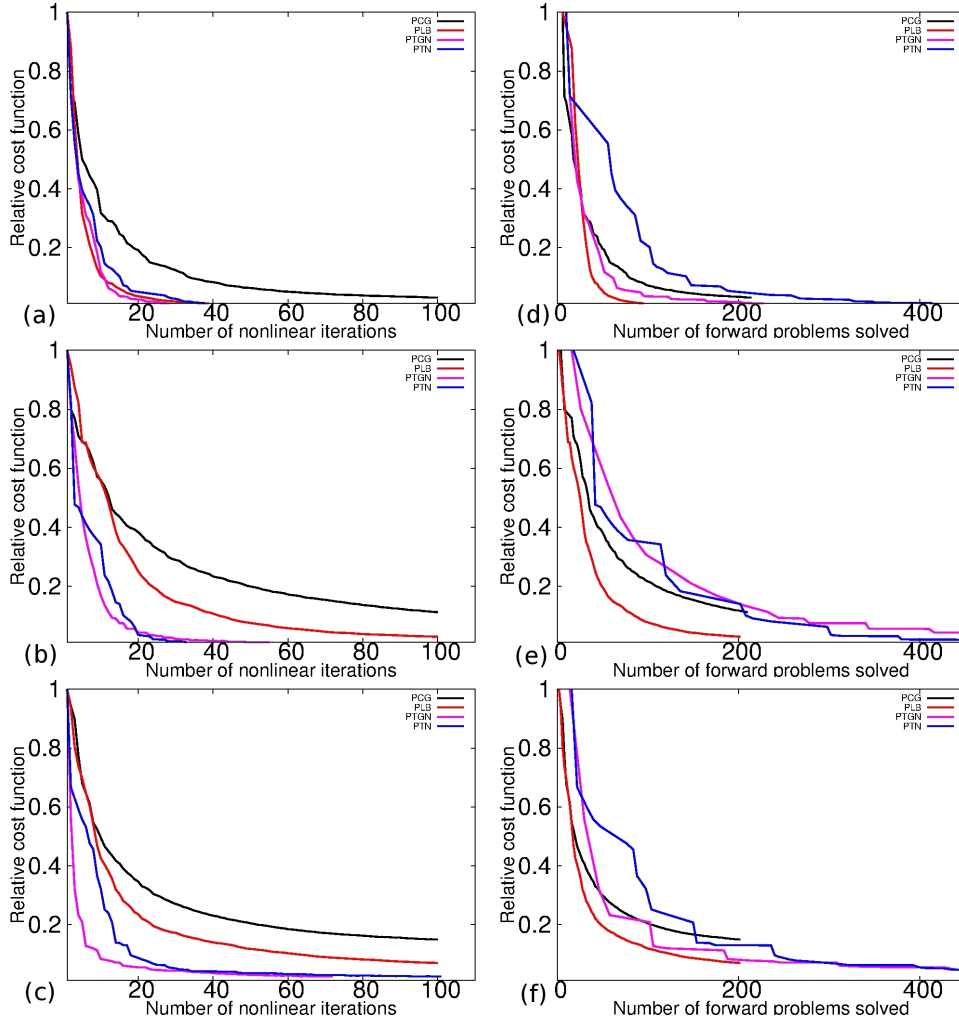 1
0.8
0.6
0.4
0.2
Relative cost function
PCG
PLB
PTGN
PTN
20 40 60 80 100
(a) Number of nonlinear iterations
1
0.8
0.6
0.4
0.2
Relative cost function
PCG
PLB
PTGN
PTN
0 200 400
(d) Number of forward problems solved
1
0.8
0.6
0.4
0.2
Relative cost function
PCG
PLB
PTGN
PTN
20 40 60 80 100
(b) Number of nonlinear iterations
1
0.8
0.6
0.4
0.2
Relative cost function
PCG
PLB
PTGN
PTN
0 200 400
(e) Number of forward problems solved
1
0.8
0.6
0.4
0.2
Relative cost function
PCG
PLB
PTGN
PTN
20 40 60 80 100
(c) Number of nonlinear iterations
1
0.8
0.6
0.4
0.2
Relative cost function
PCG
PLB
PTGN
PTN
0 200 400
(f) Number of forward problems solved